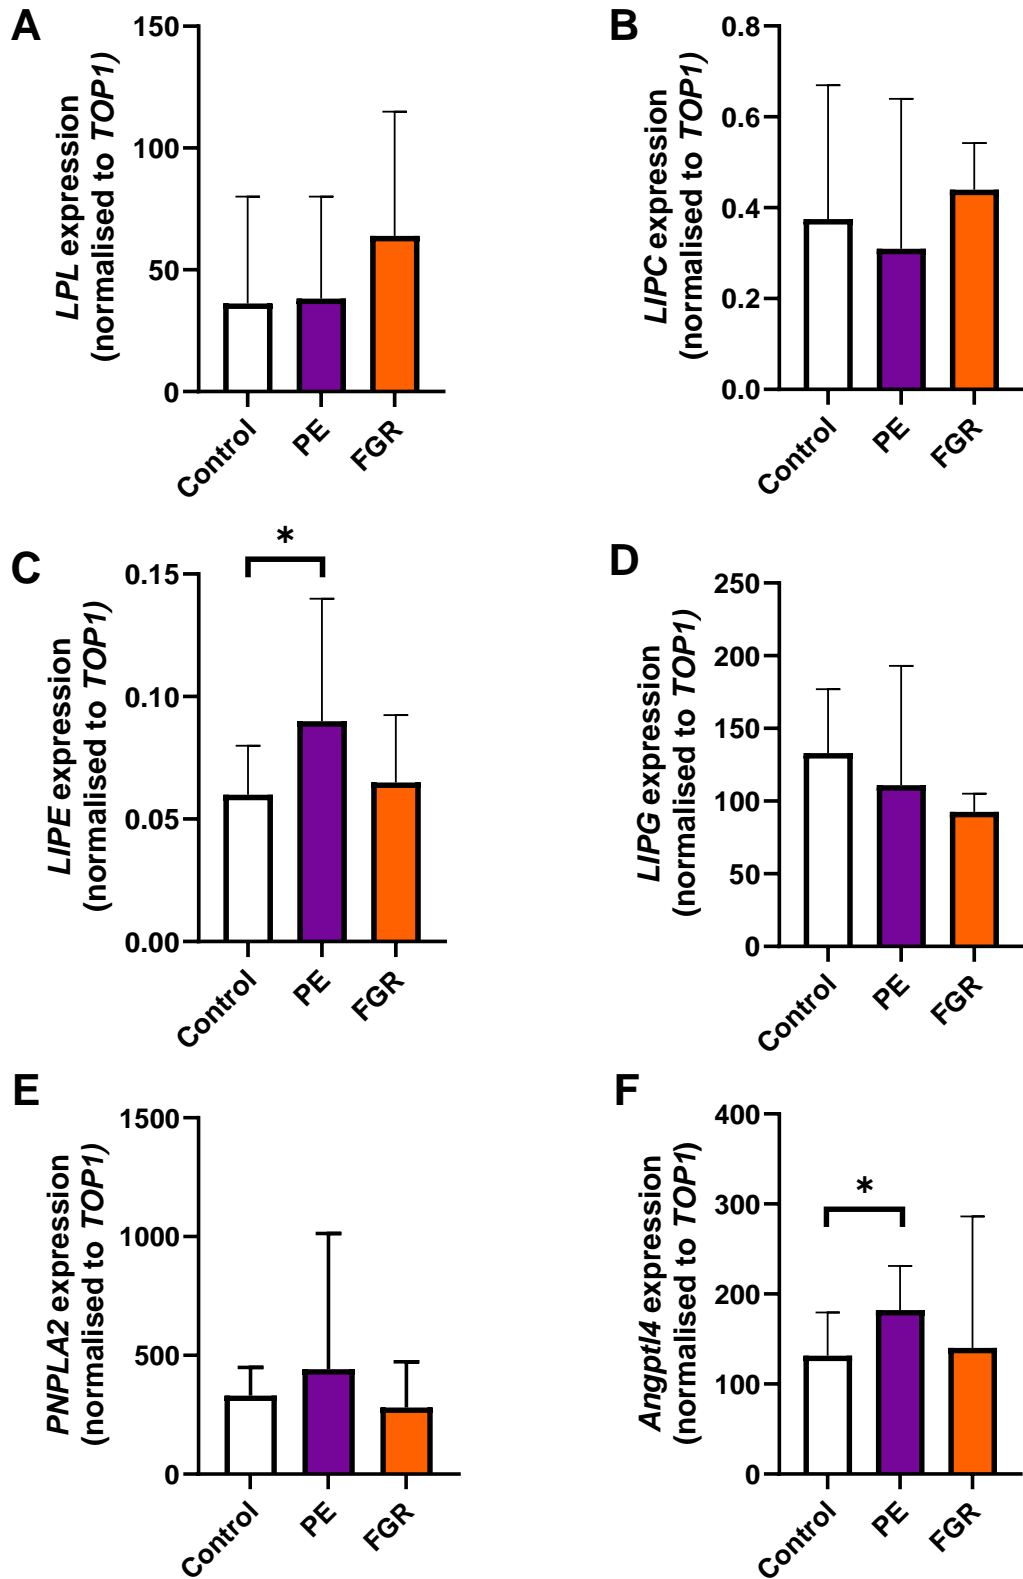 A
LPL expression
(normalised to TOP1)
150
100
50
0
Control
PE
FGR
B
LIPC expression
(normalised to TOP1)
0.8
0.6
0.4
0.2
0.0
Control
PE
FGR
C
LIPE expression
(normalised to TOP1)
*
0.15
0.10
0.05
0.00
Control
PE
FGR
D
LIPG expression
(normalised to TOP1)
250
200
150
100
50
0
Control
PE
FGR
E
PNPLA2 expression
(normalised to TOP1)
1500
1000
500
0
Control
PE
FGR
F
Angptl4 expression
(normalised to TOP1)
400
300
200
100
0
*
Control
PE
FGR